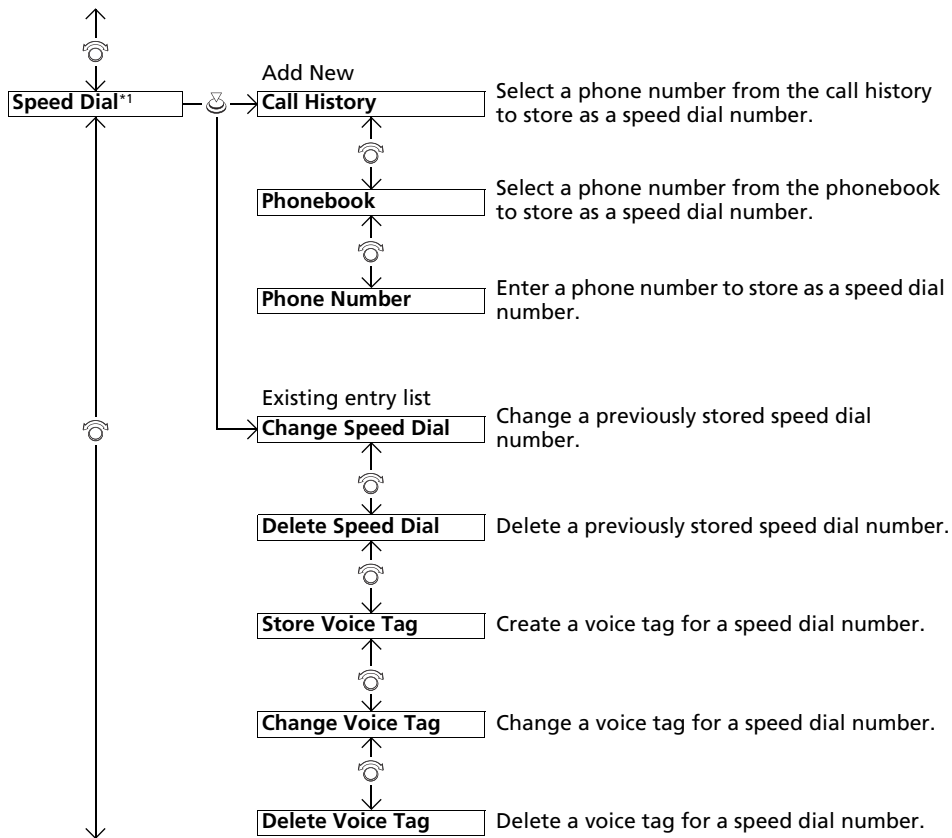 Speed Dial*1
Add New
Call History
Select a phone number from the call history
to store as a speed dial number.
Phonebook
Select a phone number from the phonebook
to store as a speed dial number.
Phone Number
Enter a phone number to store as a speed dial
number.
Existing entry list
Change Speed Dial
Change a previously stored speed dial
number.
Delete Speed Dial
Delete a previously stored speed dial number.
Store Voice Tag
Create a voice tag for a speed dial number.
Change Voice Tag
Change a voice tag for a speed dial number.
Delete Voice Tag
Delete a voice tag for a speed dial number.